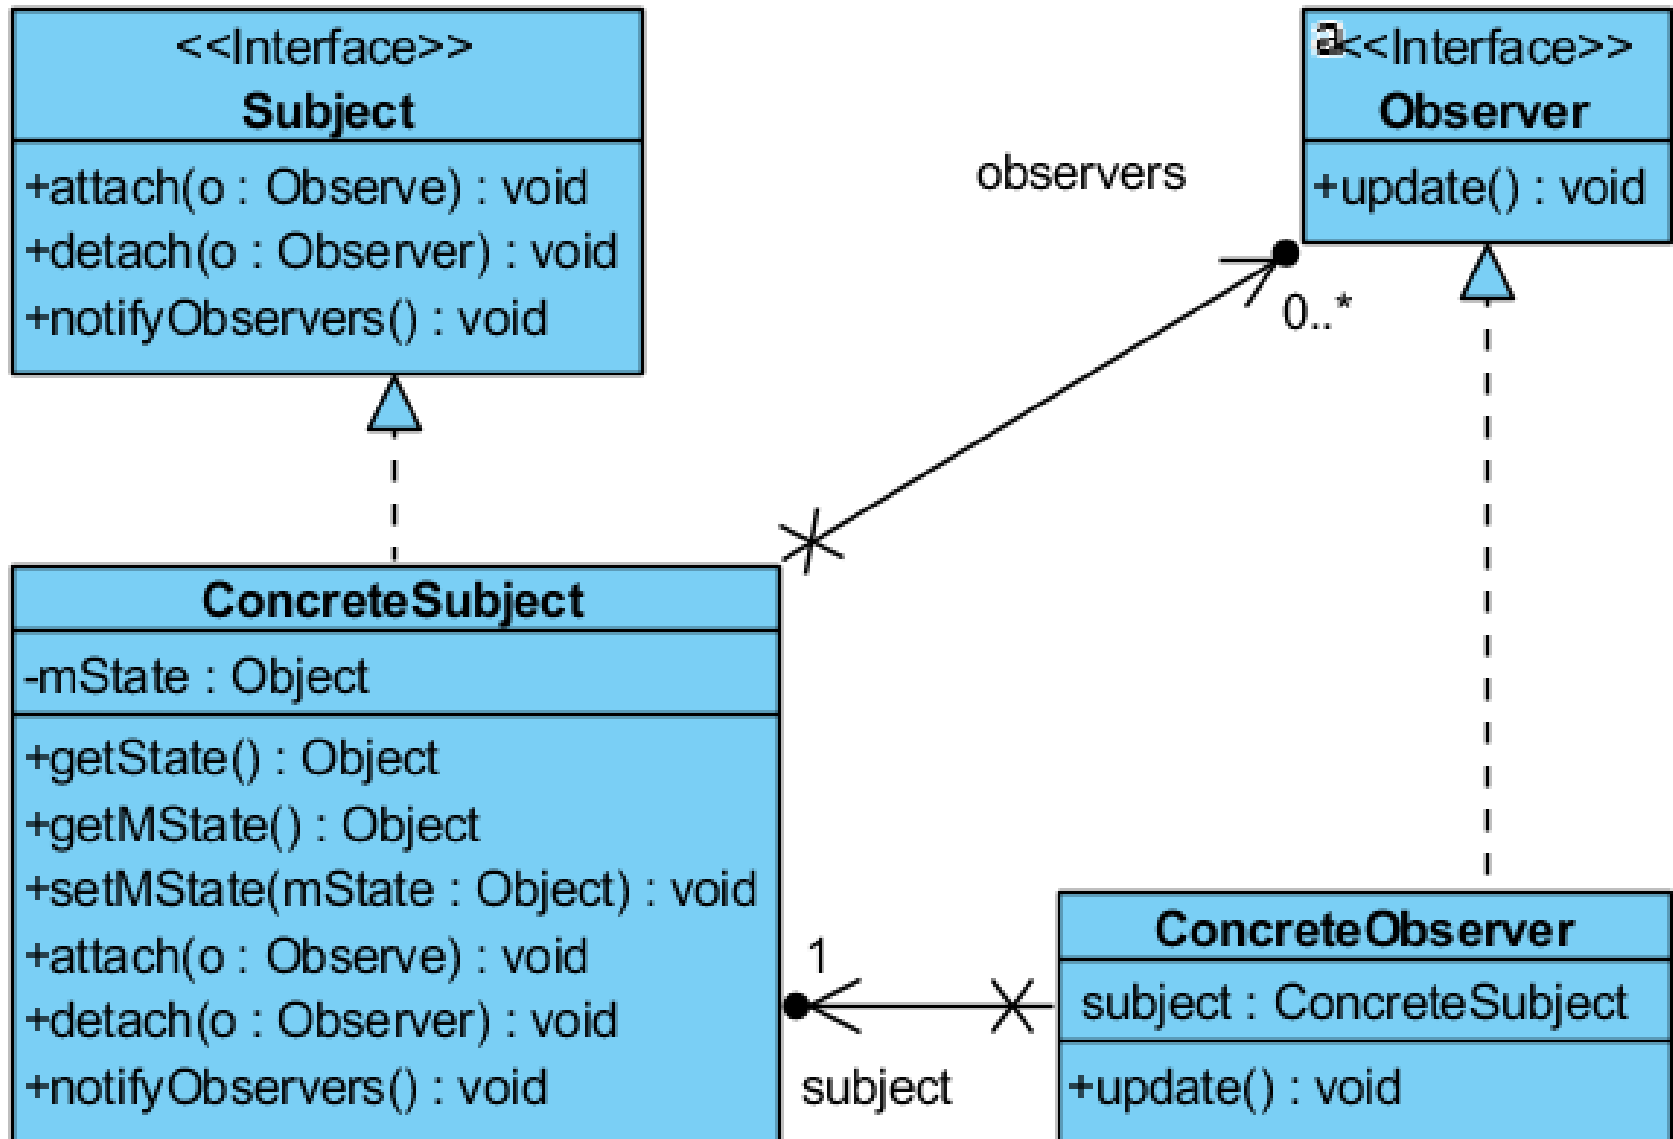 <<Interface>>
Subject
+attach(o : Observe) : void
+detach(o : Observer) : void
+notifyObservers() : void
a
<<Interface>>
Observer
+update() : void
observers
0..*
ConcreteSubject
-mState : Object
+getState() : Object
+getMState() : Object
+setMState(mState : Object) : void
+attach(o : Observe) : void
+detach(o : Observer) : void
+notifyObservers() : void
1
subject
ConcreteObserver
subject : ConcreteSubject
+update() : void